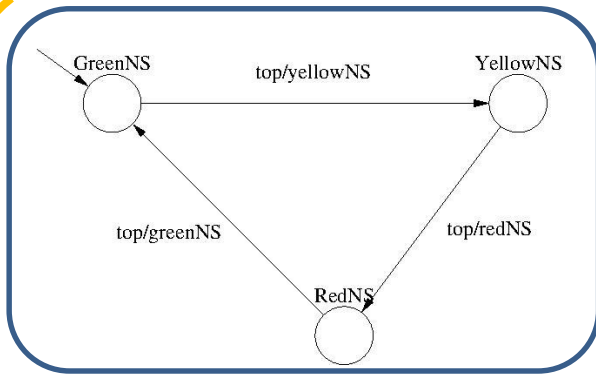 GreenNS
YellowNS
top/yellowNS
top/greenNS
top/redNS
RedNS